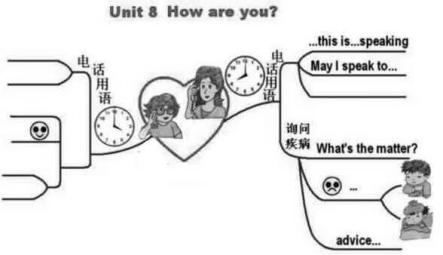 Unit 8 How are you?
电话用语
电话用语
...this is...speaking
May I speak to...
询问疾病
What's the matter?
...
advice...